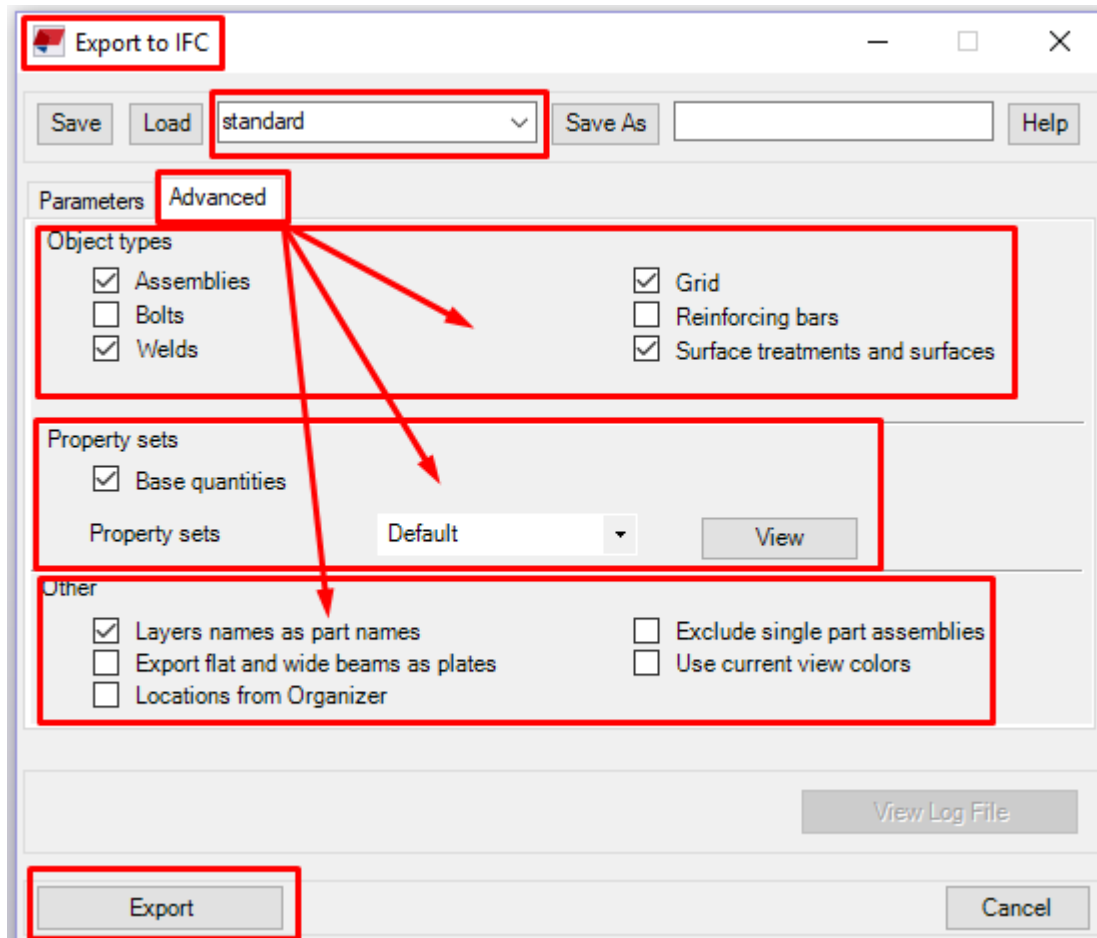 Export to IFC
Save Load standard Save As Help
Parameters Advanced
Object types
Assemblies Grid
Bolts Reinforcing bars
Welds Surface treatments and surfaces
Property sets
Base quantities
Property sets Default View
Other
Layers names as part names Exclude single part assemblies
Export flat and wide beams as plates Use current view colors
Locations from Organizer
View Log File
Export Cancel